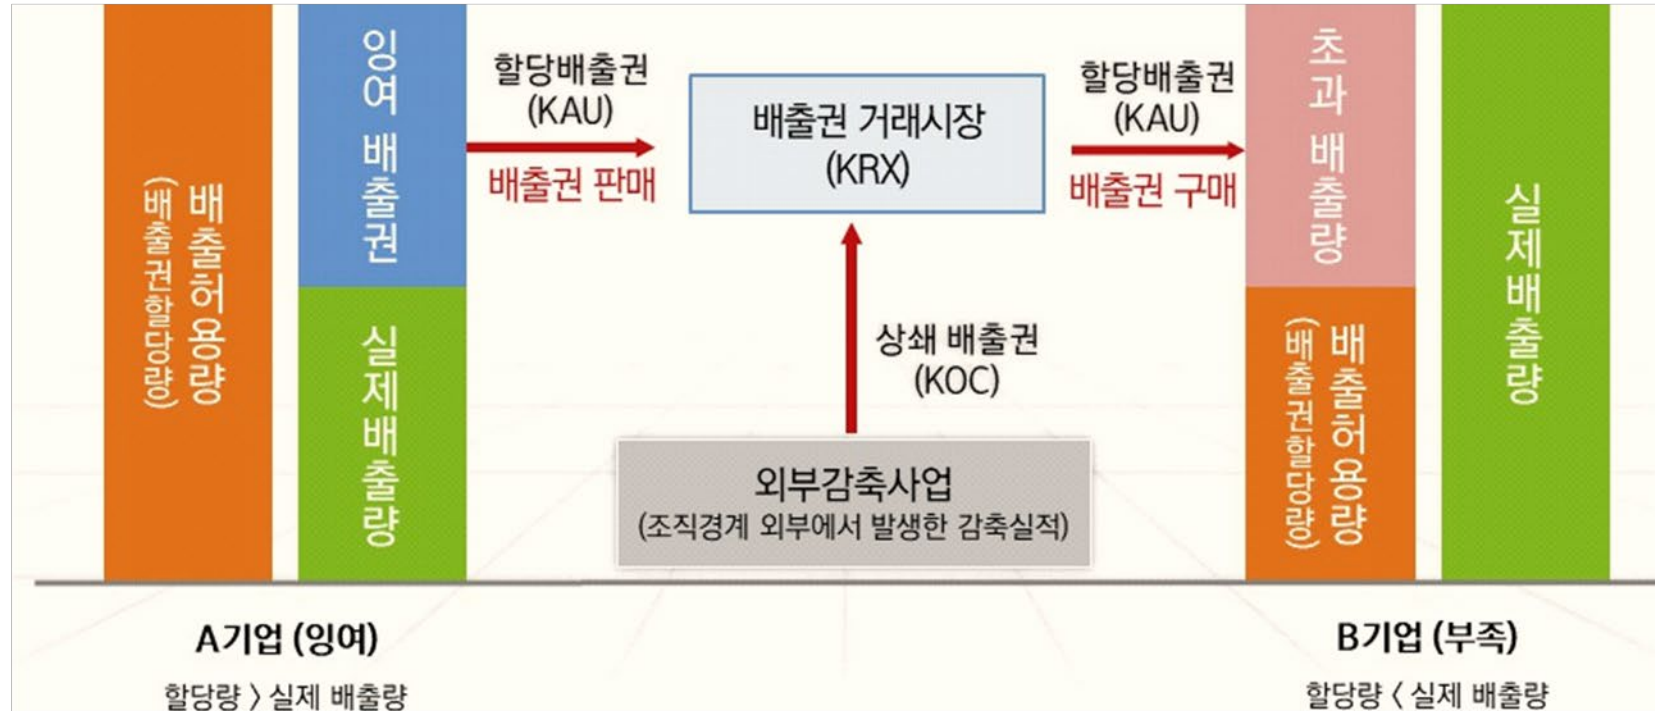 배출허용량
(배출권할당량)
잉여 배출권
실제배출량
할당배출권
(KAU)
배출권 판매
배출권 거래시장
(KRX)
할당배출권
(KAU)
배출권 구매
상쇄 배출권
(KOC)
외부감축사업
(조직경계 외부에서 발생한 감축실적)
초과 배출량
배출허용량
(배출권할당량)
실제배출량
A기업 (잉여)
할당량 > 실제 배출량
B기업 (부족)
할당량 < 실제 배출량